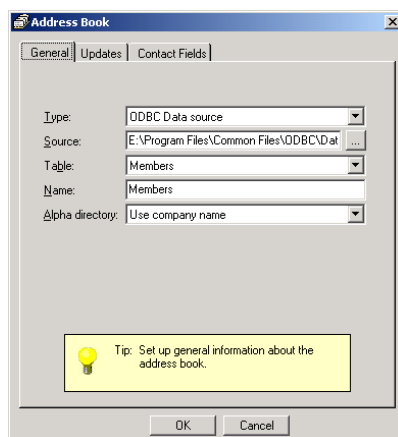 Address Book
General Updates Contact Fields
Type: ODBC Data source
Source: E:\Program Files\Common Files\ODBC\Dat ...
Table: Members
Name: Members
Alpha directory: Use company name
Tip: Set up general information about the
address book.
OK Cancel